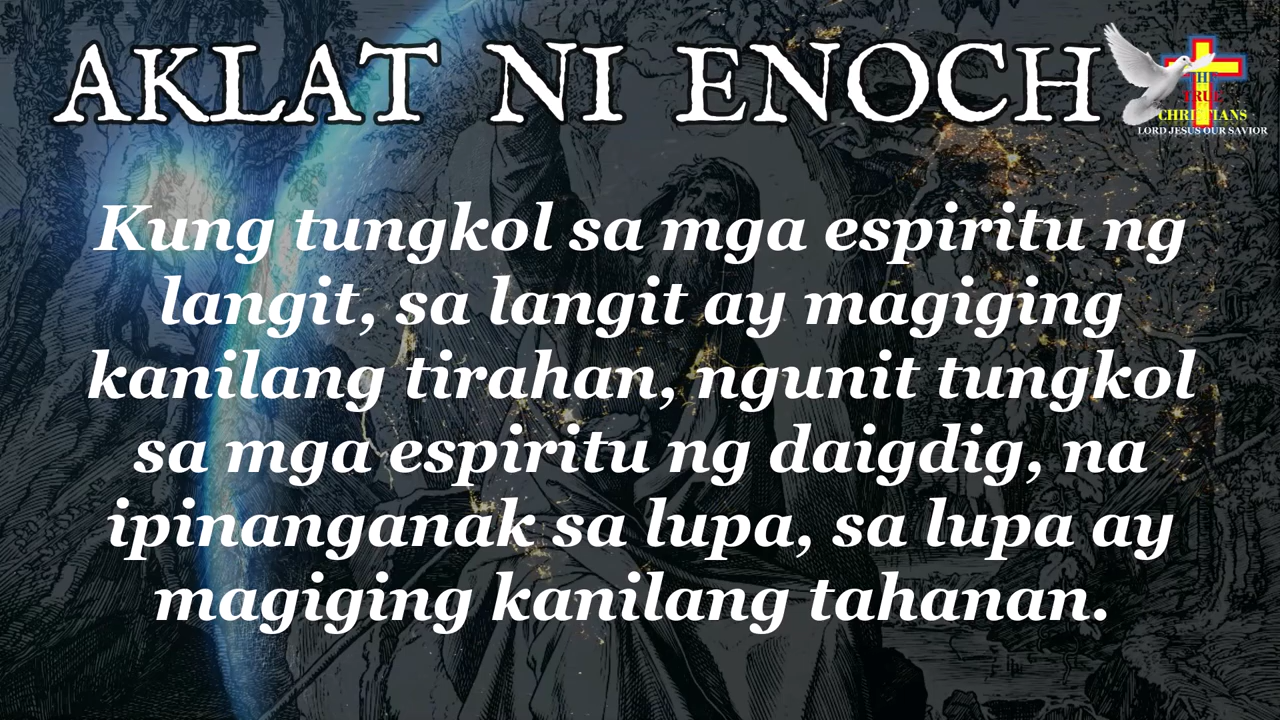 AKLAT NI ENOCH
TRUE
CHRISTIANS
LORD JESUS OUR SAVIOR
Kung tungkol sa mga espiritu ng
langit, sa langit ay magiging
kanilang tirahan, ngunit tungkol
sa mga espiritu ng daigdig, na
ipinanganak sa lupa, sa lupa ay
magiging kanilang tahanan.